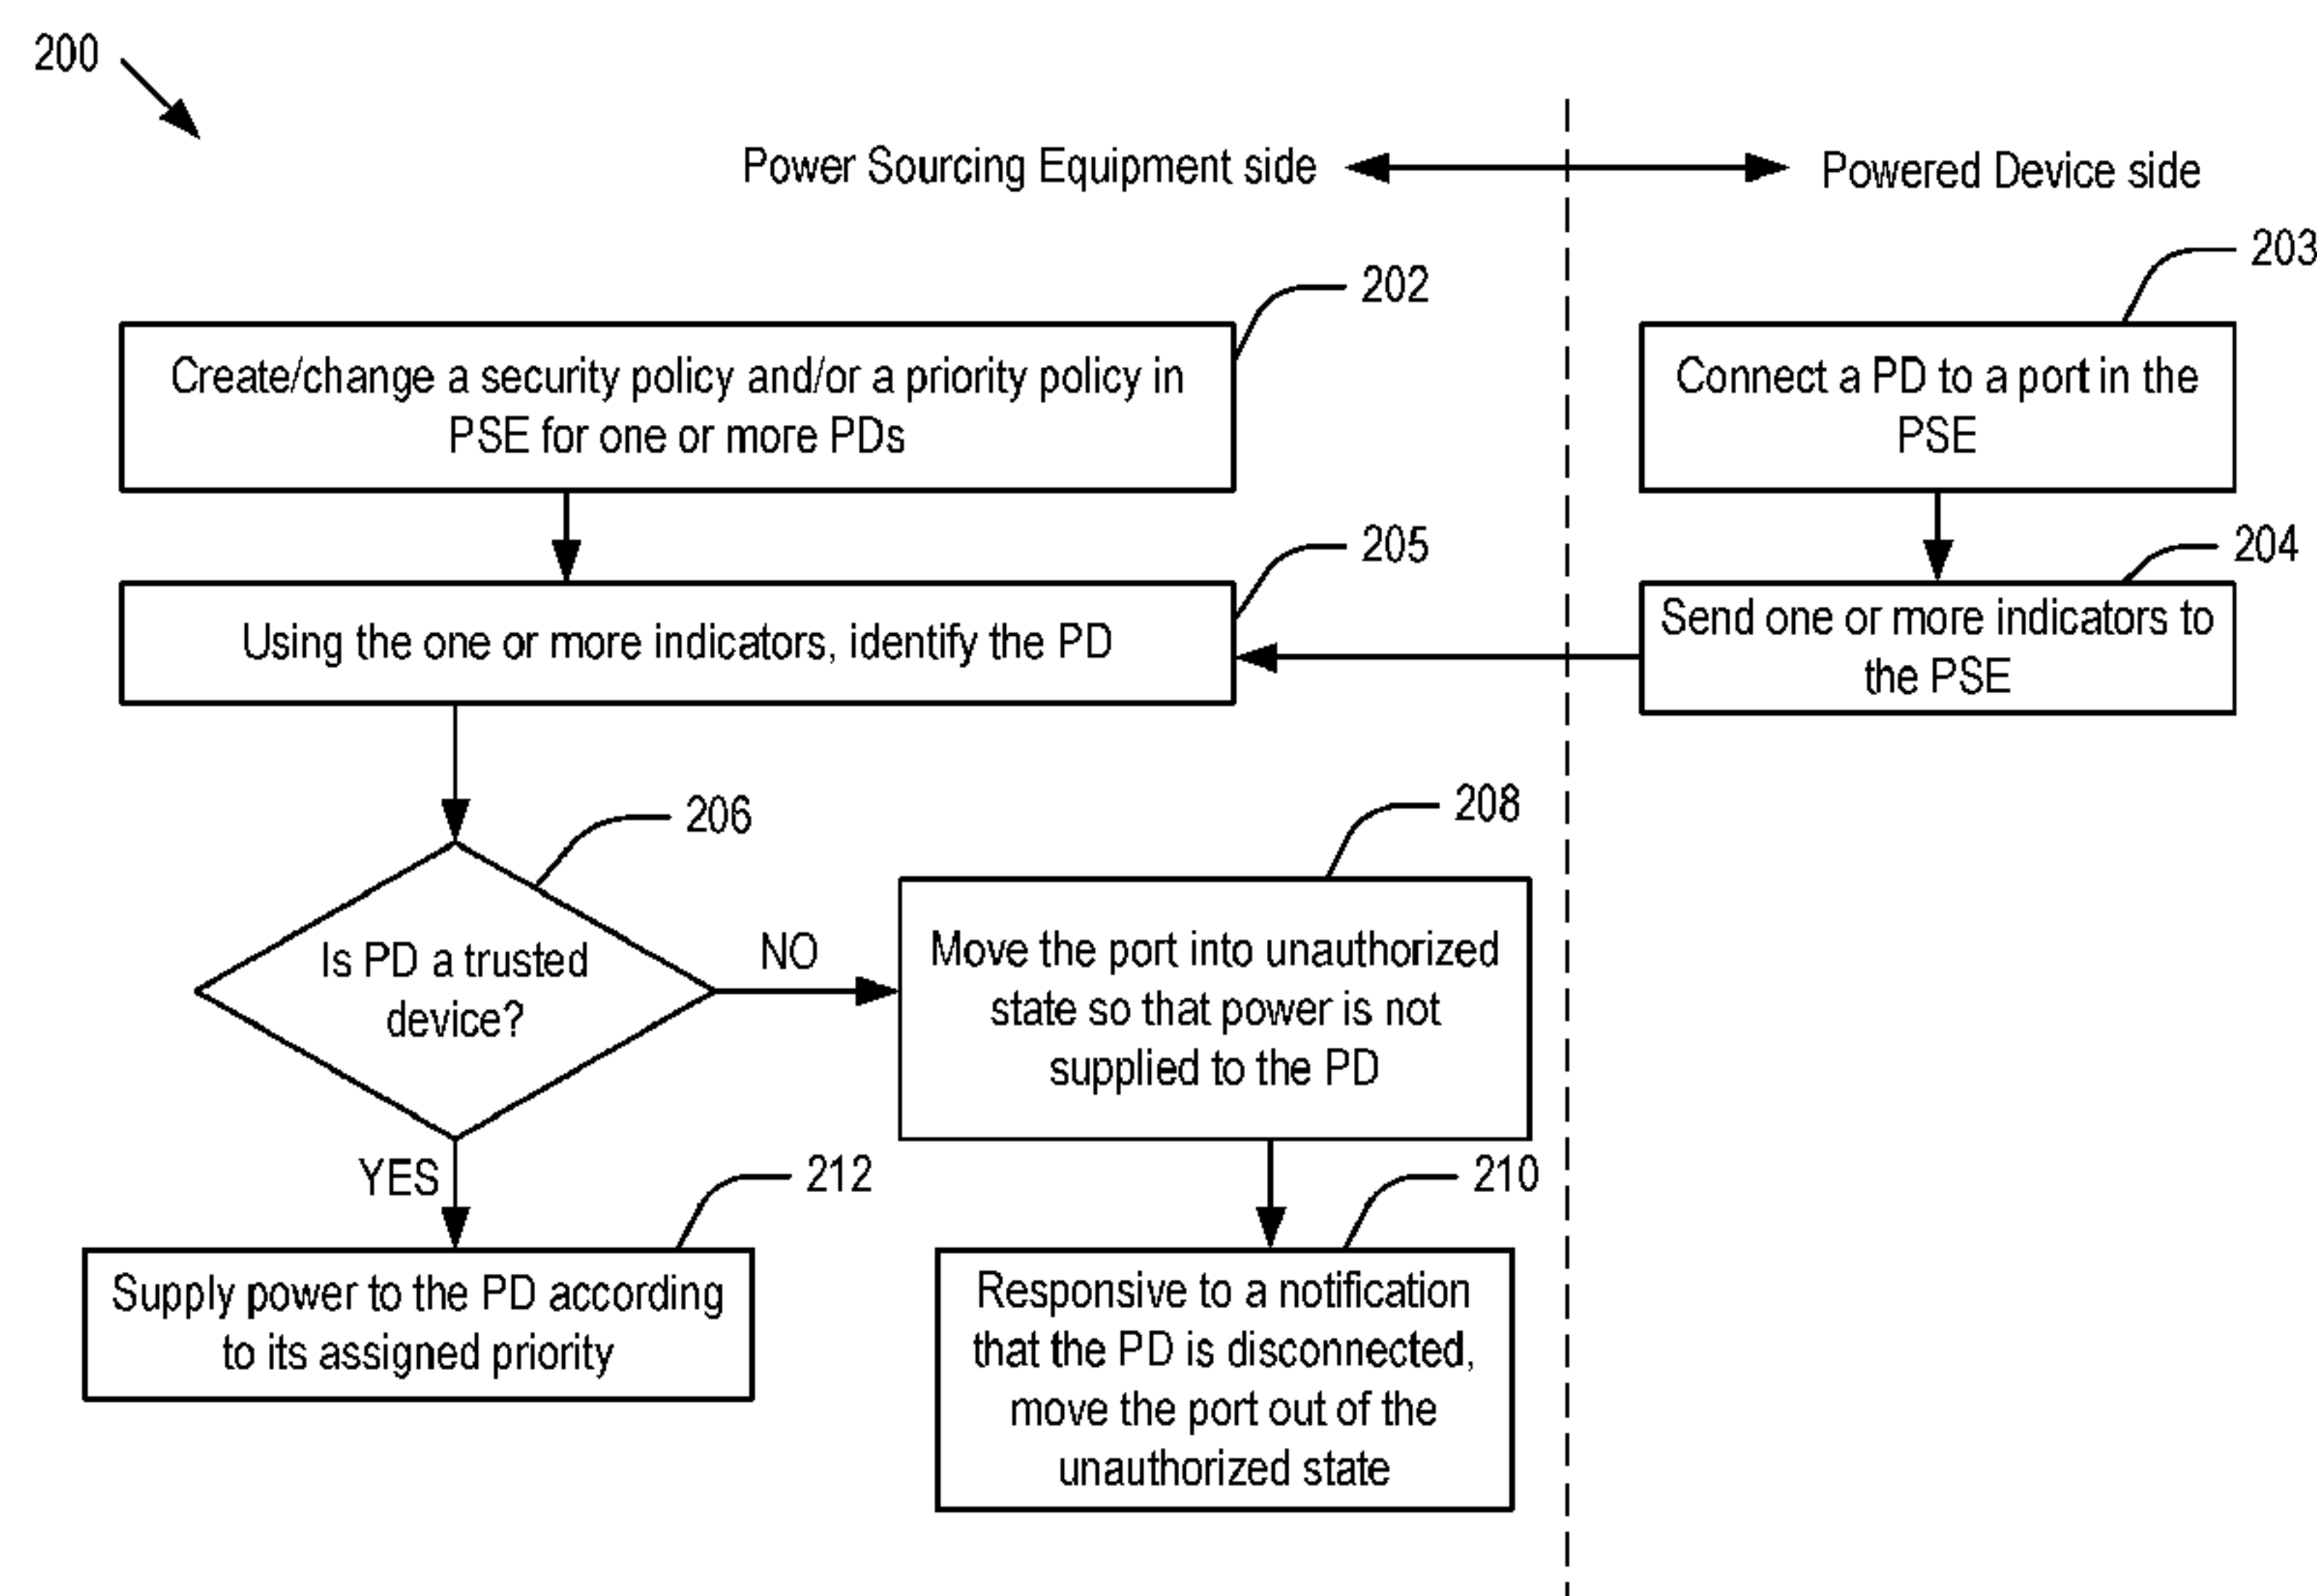 200
Power Sourcing Equipment side
Powered Device side
203
202
Create/change a security policy and/or a priority policy in
PSE for one or more PDs
Connect a PD to a port in the
PSE
205
204
Using the one or more indicators, identify the PD
Send one or more indicators to
the PSE
206
208
Is PD a trusted
device?
NO
Move the port into unauthorized
state so that power is not
supplied to the PD
YES
212
210
Supply power to the PD according
to its assigned priority
Responsive to a notification
that the PD is disconnected,
move the port out of the
unauthorized state